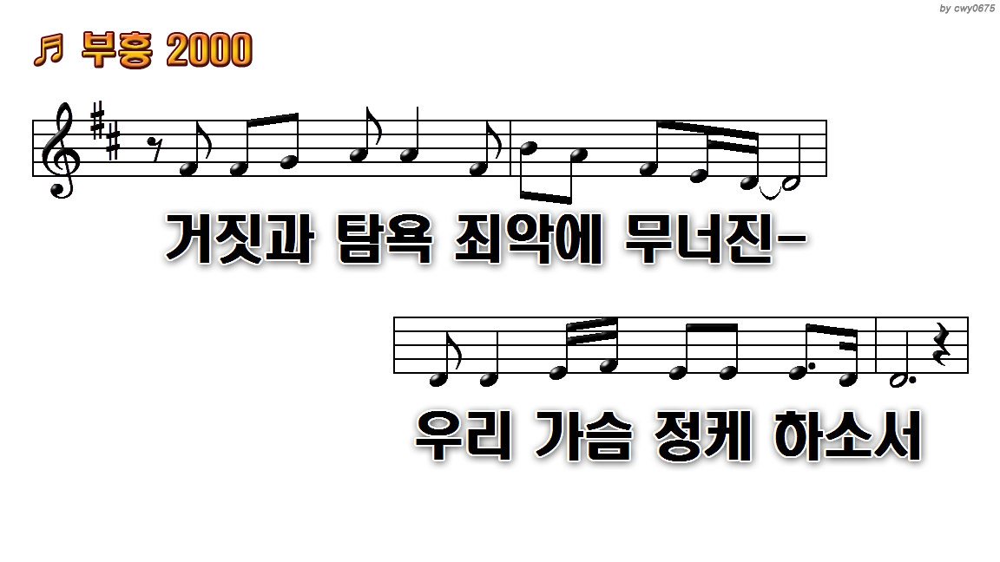 by cwy0675
♬ 부흥 2000
거짓과 탐욕 죄악에 무너진-
우리 가슴 정케 하소서